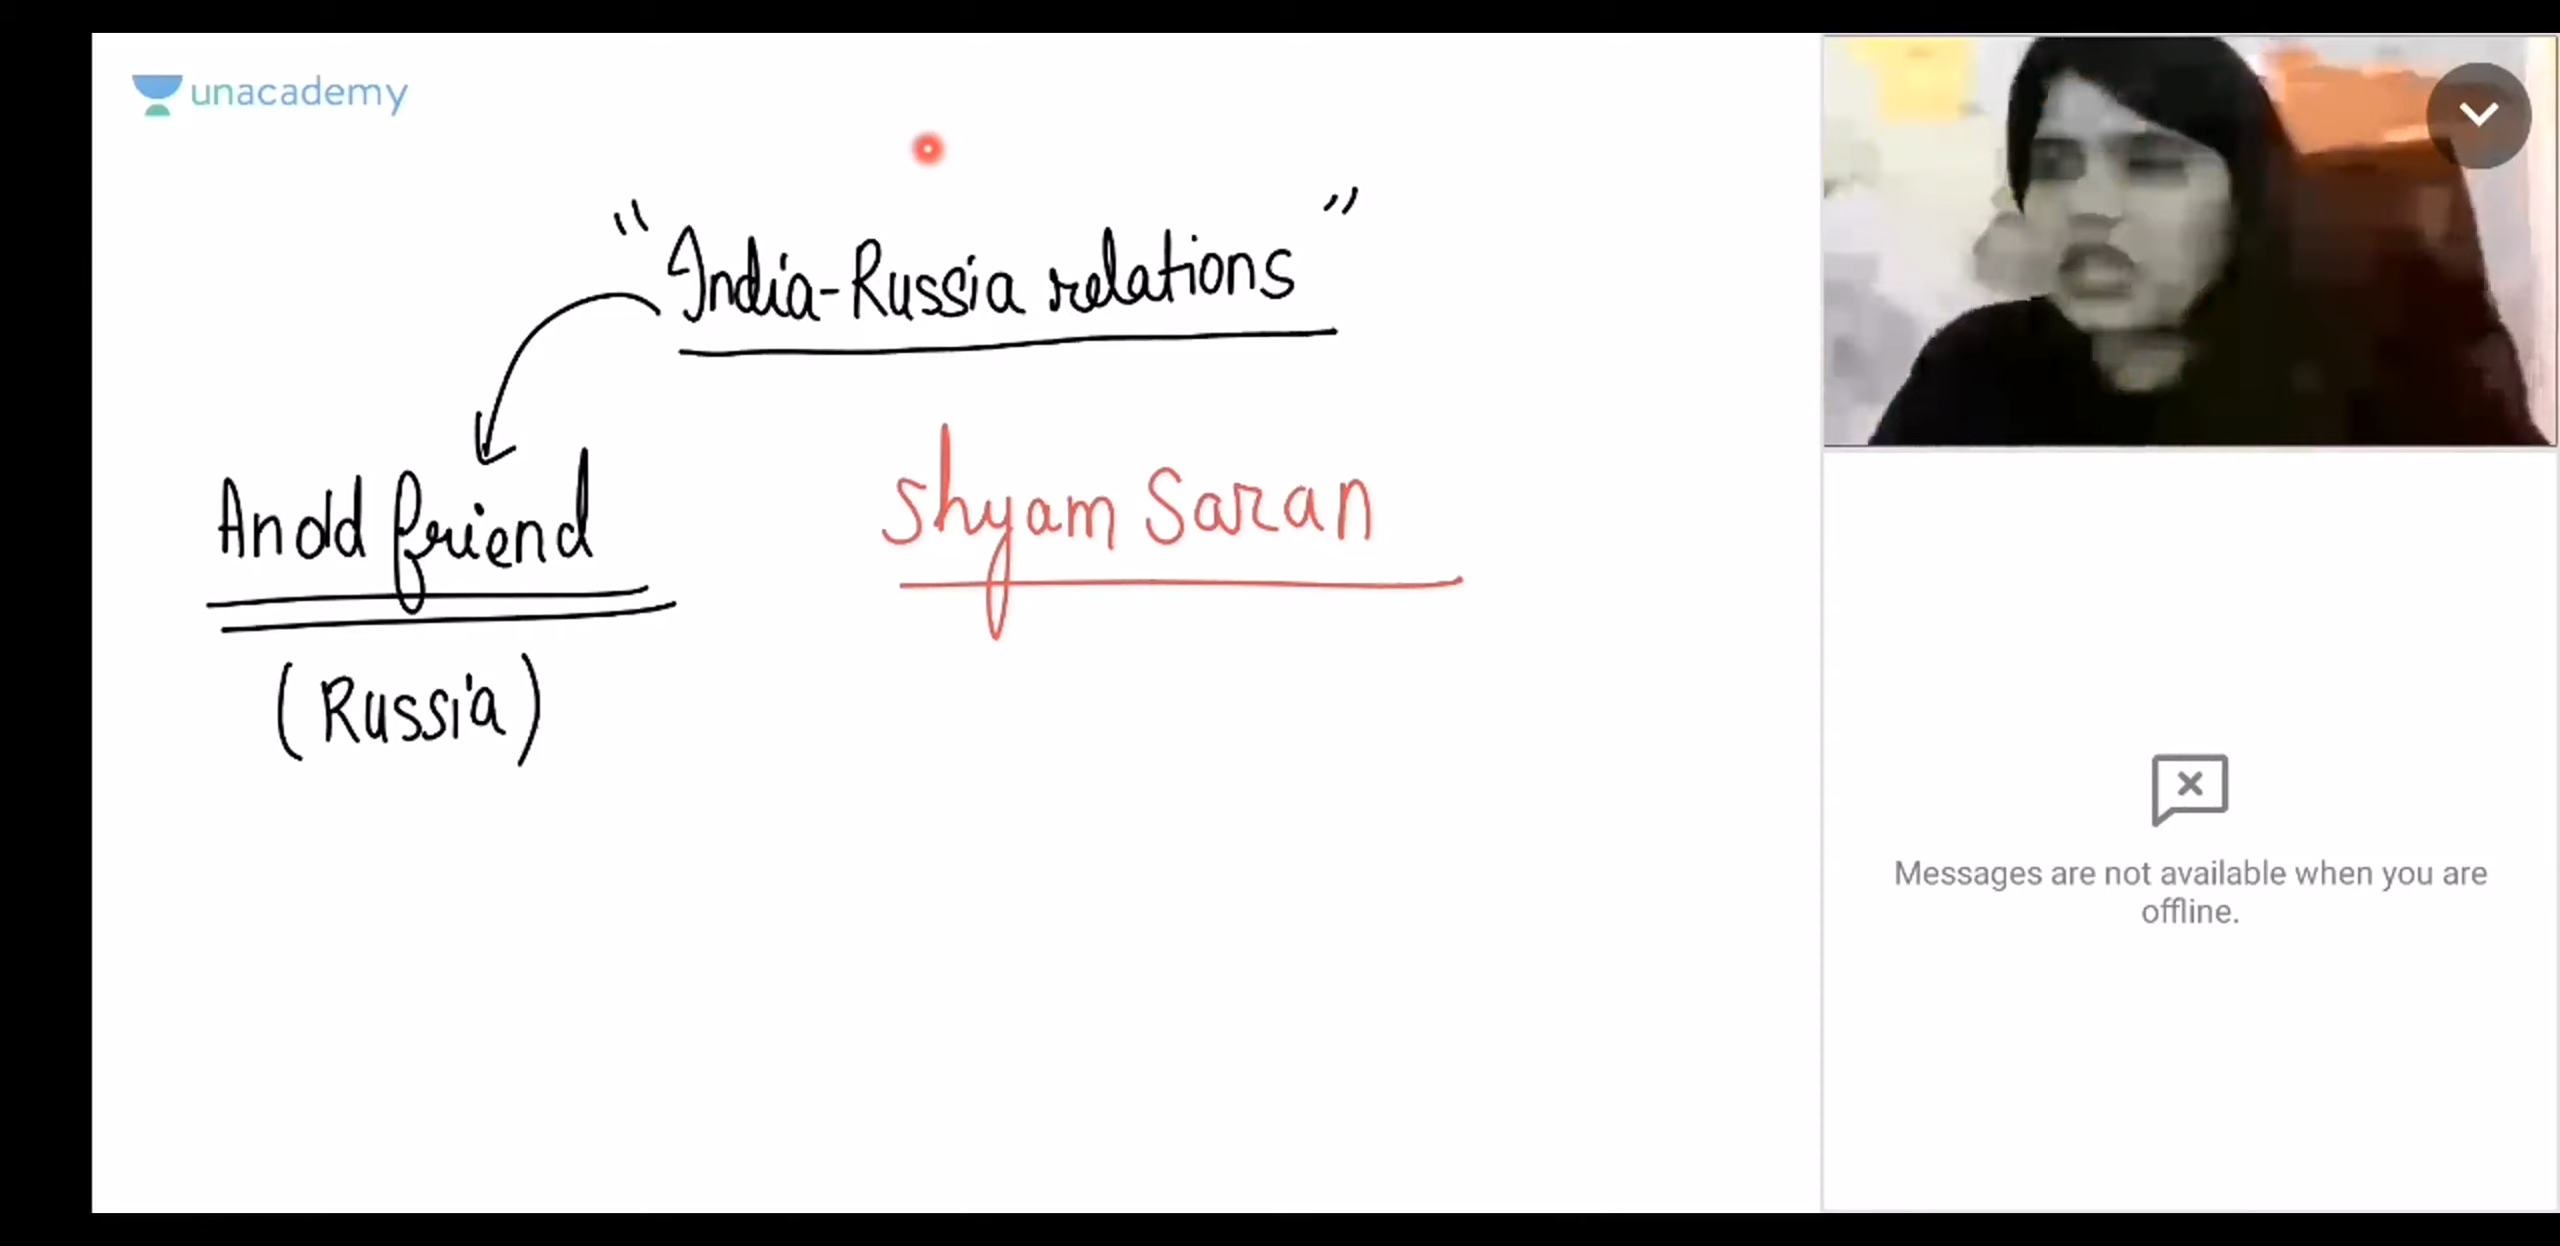 unacademy
"India-Russia relations"
An old friend
Shyam Saran
(Russia)
Messages are not available when you are
offline.